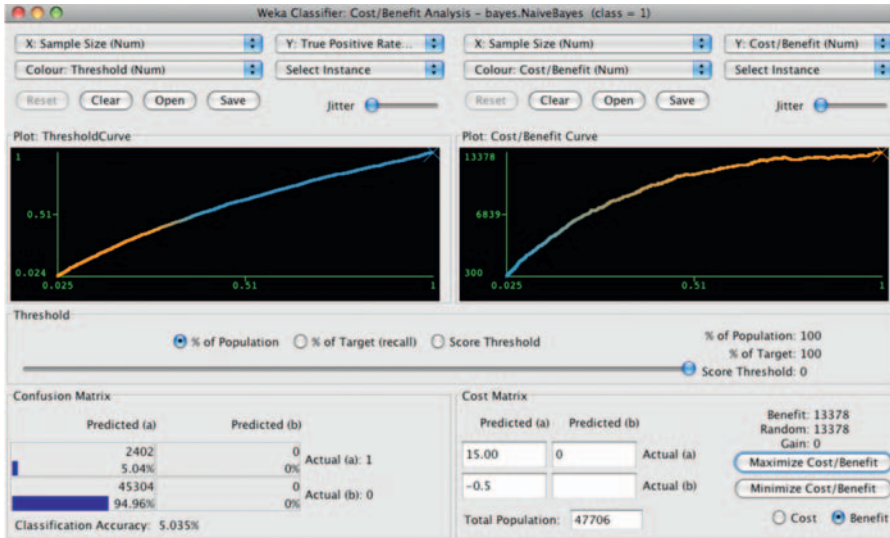 Weka Classifier: Cost/Benefit Analysis - bayes.NaiveBayes (class = 1)
X: Sample Size (Num)
Y: True Positive Rate...
X: Sample Size (Num)
Y: Cost/Benefit (Num)
Colour: Threshold (Num)
Select Instance
Colour: Cost/Benefit (Num)
Select Instance
Reset
Clear
Open
Save
Jitter
Reset
Clear
Open
Save
Jitter
Plot: ThresholdCurve
1
0.51
0.024
0.025
0.51
1
Plot: Cost/Benefit Curve
13378
6839
300
0.025
0.51
1
Threshold
% of Population
% of Target (recall)
Score Threshold
% of Population: 100
% of Target: 100
Score Threshold: 0
Confusion Matrix
Predicted (a) Predicted (b)
2402 0
5.04% 0%
Actual (a): 1
45304 0
94.96% 0%
Actual (b): 0
Classification Accuracy: 5.035%
Cost Matrix
Predicted (a) Predicted (b)
15.00 0 Actual (a)
-0.5 Actual (b)
Total Population: 47706
Benefit: 13378
Random: 13378
Gain: 0
Maximize Cost/Benefit
Minimize Cost/Benefit
Cost
Benefit